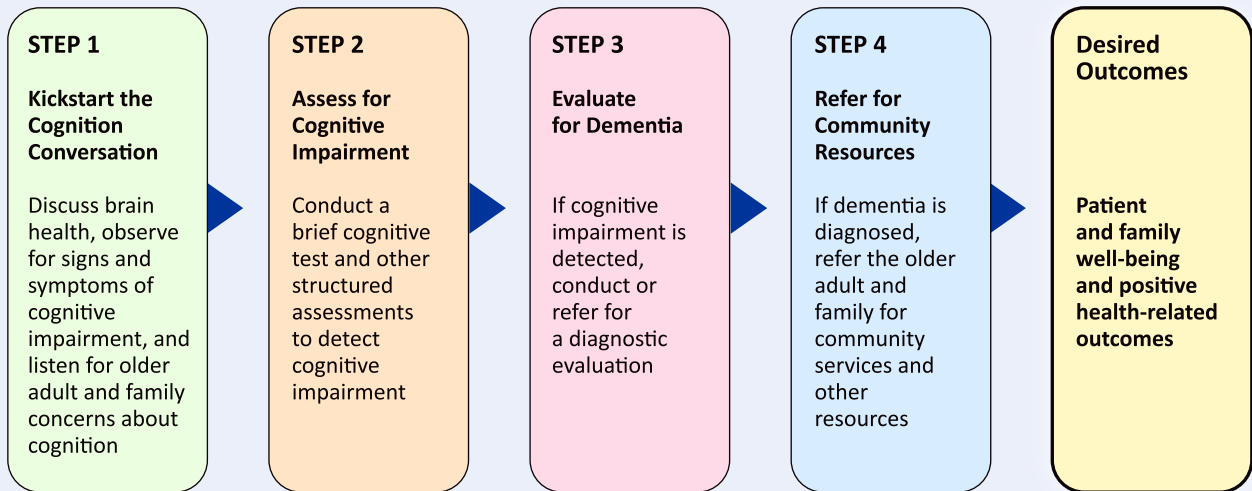 STEP 1
Kickstart the
Cognition
Conversation
Discuss brain
health, observe
for signs and
symptoms of
cognitive
impairment, and
listen for older
adult and family
concerns about
cognition
STEP 2
Assess for
Cognitive
Impairment
Conduct a
brief cognitive
test and other
structured
assessments
to detect
cognitive
impairment
STEP 3
Evaluate
for Dementia
If cognitive
impairment is
detected,
conduct or
refer for
a diagnostic
evaluation
STEP 4
Refer for
Community
Resources
If dementia is
diagnosed,
refer the older
adult and
family for
community
services and
other
resources
Desired
Outcomes
Patient
and family
well-being
and positive
health-related
outcomes